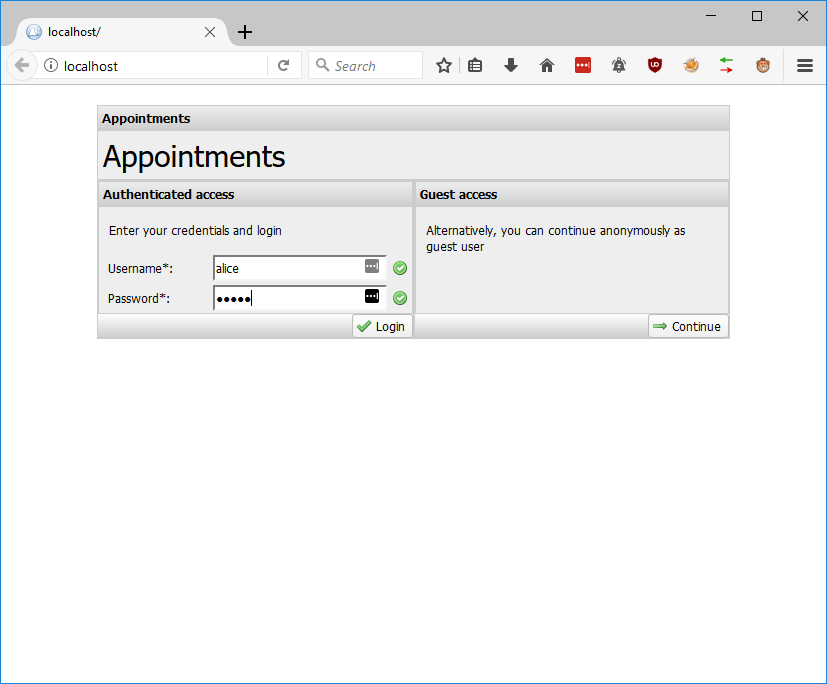 localhost/
localhost
Search
Appointments
Appointments
Authenticated access
Guest access
Enter your credentials and login
Alternatively, you can continue anonymously as
guest user
Username*:
alice
Password*:
●●●●●
Login
Continue